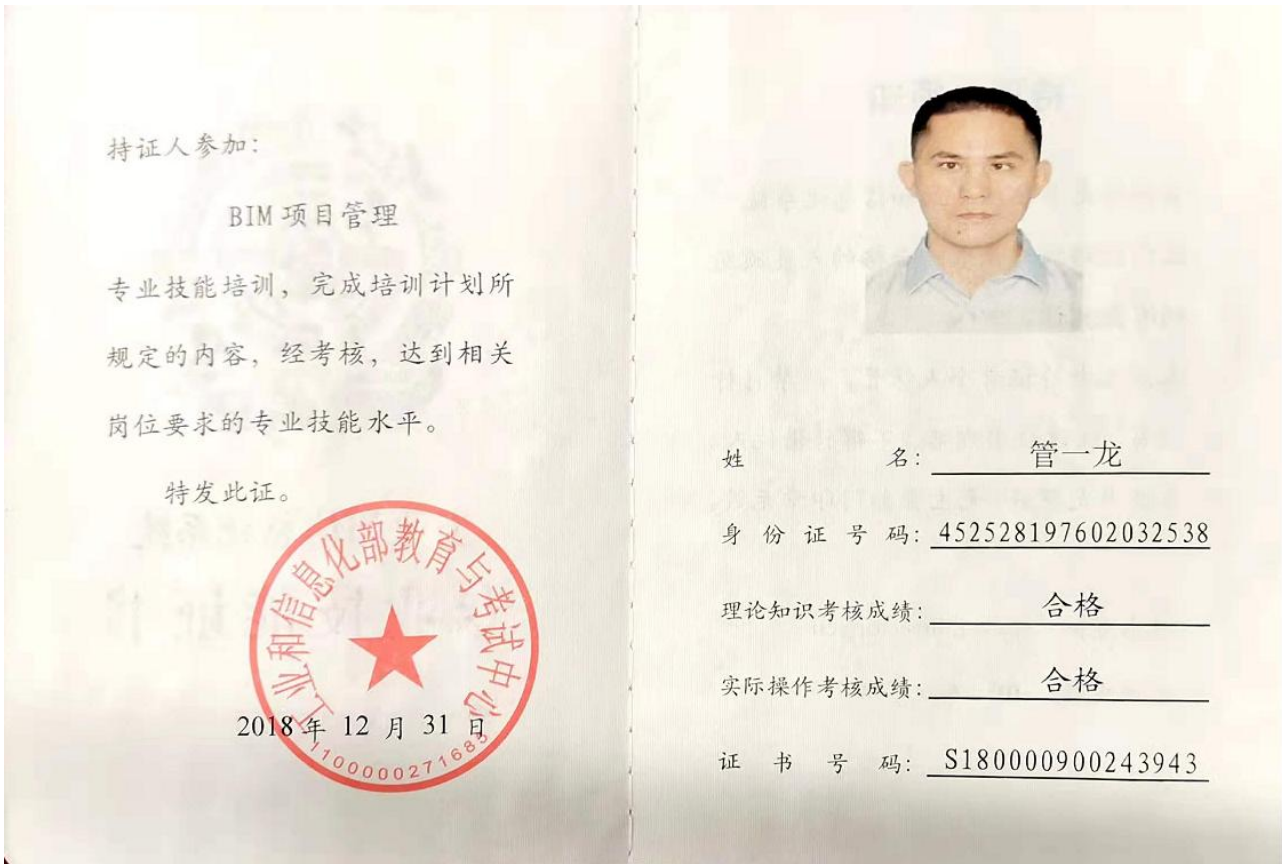 持证人参加:
BIM 项目管理
专业技能培训，完成培训计划所
规定的内容，经考核，达到相关
岗位要求的专业技能水平。
特发此证。
工业和信息化部教育与考试中心
2018 年 12 月 31 日
1100000271685
姓名: 管一龙
身份证号码: 452528197602032538
理论知识考核成绩: 合格
实际操作考核成绩: 合格
证书号码: S180000900243943